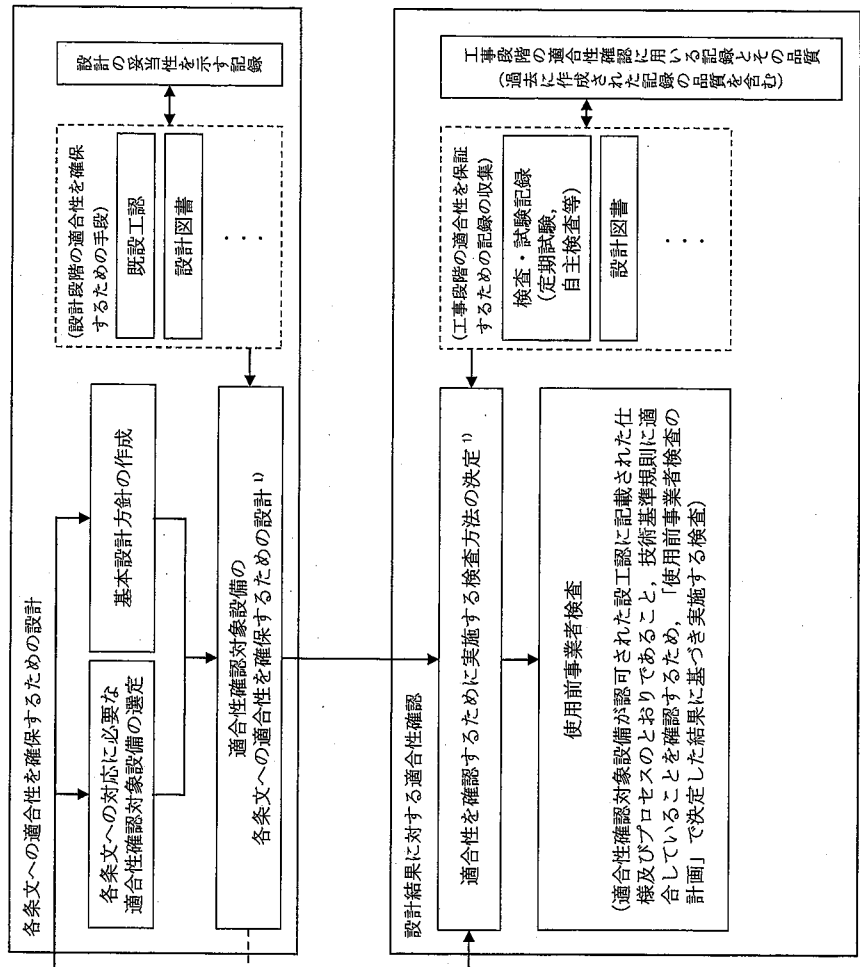 各条文への適合性を確保するための設計
各条文への対応に必要な
適合性確認対象設備の選定
基本設計方針の作成
適合性確認対象設備の
各条文への適合性を確保するための設計 1)
(設計段階の適合性を確保
するための手段)
既設工認
設計図書
・・・
設計の妥当性を示す記録
設計結果に対する適合性確認
適合性を確認するために実施する検査方法の決定 1)
使用前事業者検査
(適合性確認対象設備が認可された設工認に記載された仕
様及びプロセスのとおりであること，技術基準規則に適
合していることを確認するため，「使用前事業者検査の
計画」で決定した結果に基づき実施する検査)
(工事段階の適合性を保証
するための記録の収集)
検査・試験記録
(定期試験，
自主検査等)
設計図書
・・・
工事段階の適合性確認に用いる記録とその品質
(過去に作成された記録の品質を含む)